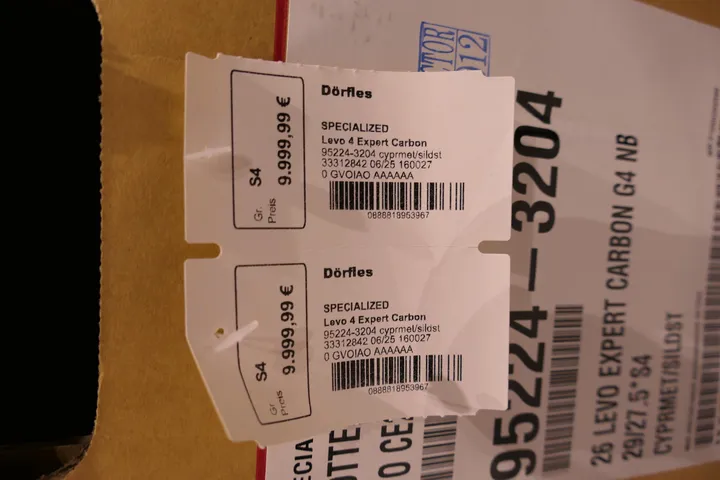 Dörfles
SPECIALIZED
Levo 4 Expert Carbon
95224-3204 cyprmet/sildst
33312842 06/25 160027
0 GVOIAO AAAAAA
0888818953967
Gr. S4
Preis 9.999,99 €
Dörfles
SPECIALIZED
Levo 4 Expert Carbon
95224-3204 cyprmet/sildst
33312842 06/25 160027
0 GVOIAO AAAAAA
0888818953967
Gr. S4
Preis 9.999,99 €
95224-3204
26 LEVO EXPERT CARBON G4 NB
29/27.5*S4
CYPRMET/SILDST